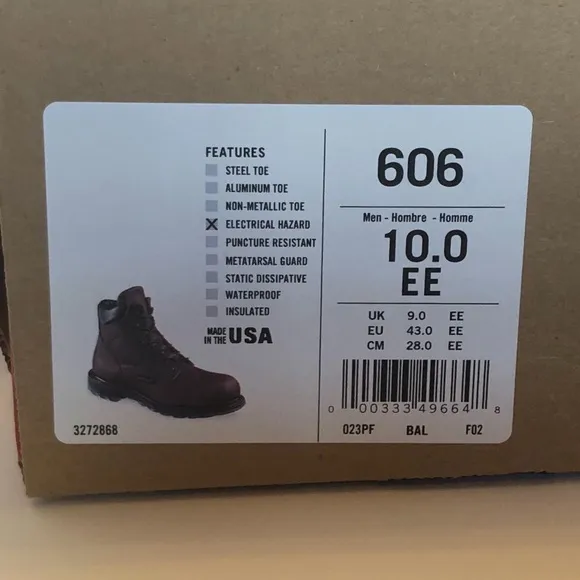 FEATURES
STEEL TOE
ALUMINUM TOE
NON-METALLIC TOE
X ELECTRICAL HAZARD
PUNCTURE RESISTANT
METATARSAL GUARD
STATIC DISSIPATIVE
WATERPROOF
INSULATED
MADE IN THE USA
3272868
606
Men - Hombre - Homme
10.0
EE
UK 9.0 EE
EU 43.0 EE
CM 28.0 EE
0 00333 49664 8
023PF BAL F02